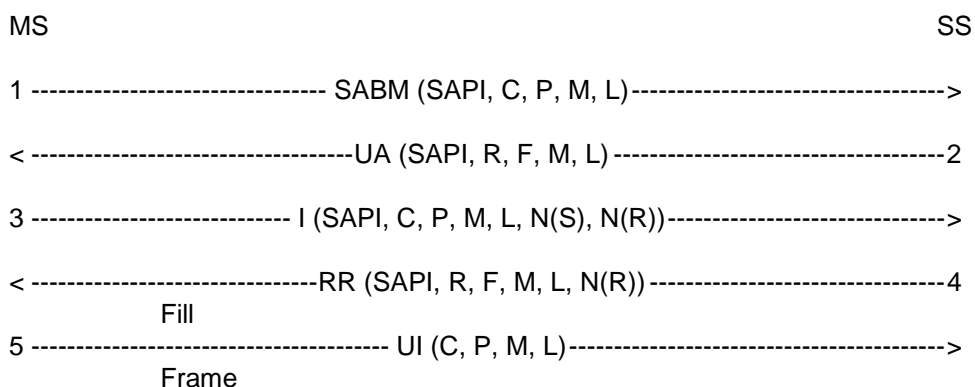 MS SS
1 --------------------------------- SABM (SAPI, C, P, M, L)----------------------------------->
< ------------------------------------UA (SAPI, R, F, M, L) -------------------------------------2
3 ----------------------------- I (SAPI, C, P, M, L, N(S), N(R))------------------------------->
< --------------------------------RR (SAPI, R, F, M, L, N(R)) ---------------------------------4
Fill
5 ---------------------------------------- UI (C, P, M, L)------------------------------------------>
Frame